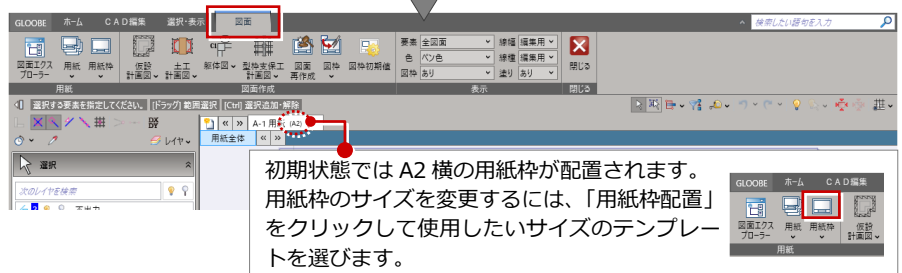 GLOOBE ホーム CAD編集 選択・表示 図面
検索したい語句を入力
図面エクスプローラー 用紙 用紙枠 仮設計画図 土工計画図 躯体図 型枠支保工計画図 図面再作成 図枠 図枠初期値
要素 全図面 線幅 編集用
色 ペン色 線種 編集用
図枠 あり 塗り あり
閉じる
用紙 図面作成 表示 閉じる
選択する要素を指定してください。 [ドラッグ] 範囲選択 [Ctrl] 選択追加・解除
« » A-1 用 (A2)
レイヤ
用紙全体 « »
選択
次のレイヤを検索
初期状態では A2 横の用紙枠が配置されます。
用紙枠のサイズを変更するには、「用紙枠配置」
をクリックして使用したいサイズのテンプレー
トを選びます。
GLOOBE ホーム CAD編集
図面エクスプローラー 用紙 用紙枠 仮設計画図
用紙